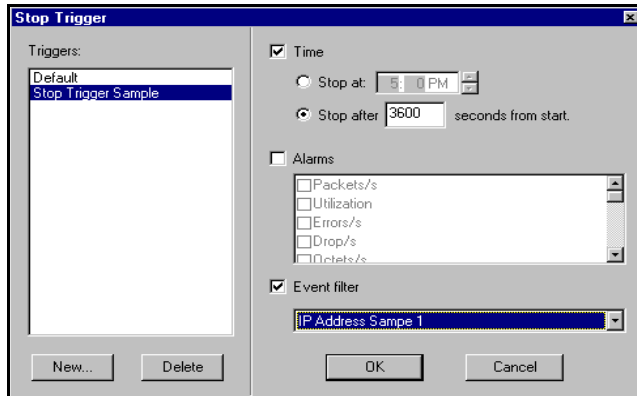 Stop Trigger
Triggers:
Default
Stop Trigger Sample
New...
Delete
Time
Stop at: 5: 0 PM
Stop after 3600 seconds from start.
Alarms
Packets/s
Utilization
Errors/s
Drop/s
Octets/s
Event filter
IP Address Sampe 1
OK
Cancel